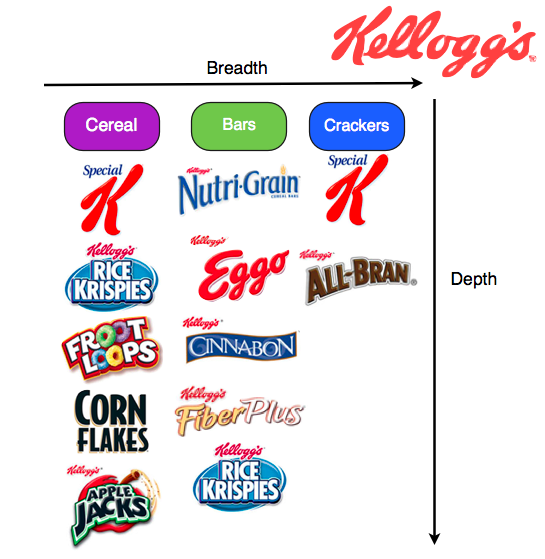 Kellogg's
Breadth
Cereal
Bars
Crackers
Depth
Special
K
Kellogg's
RICE
KRISPIES
FROOT
LOOPS
CORN
FLAKES
Kellogg's
APPLE
JACKS
Kellogg's
Nutri-Grain
CEREAL BARS
Kellogg's
Eggo
Kellogg's
CINNABON
Kellogg's
FiberPlus
Kellogg's
RICE
KRISPIES
Special
K
Kellogg's
ALL-BRAN®